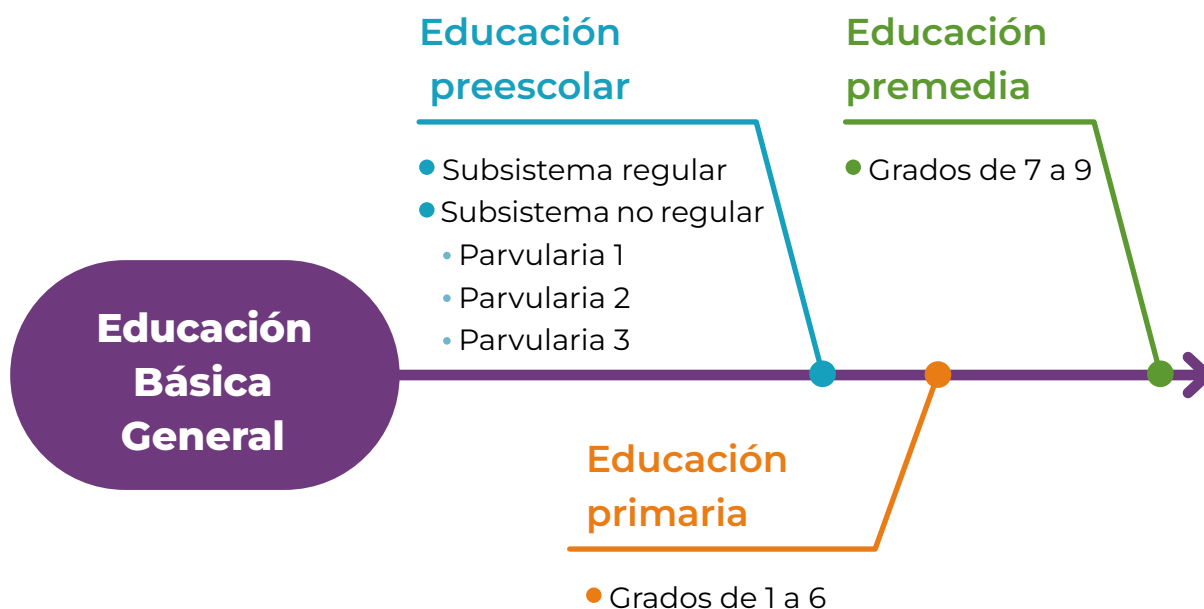 Educación
Básica
General
Educación
preescolar
• Subsistema regular
• Subsistema no regular
• Parvularia 1
• Parvularia 2
• Parvularia 3
Educación
primaria
• Grados de 1 a 6
Educación
premedia
• Grados de 7 a 9